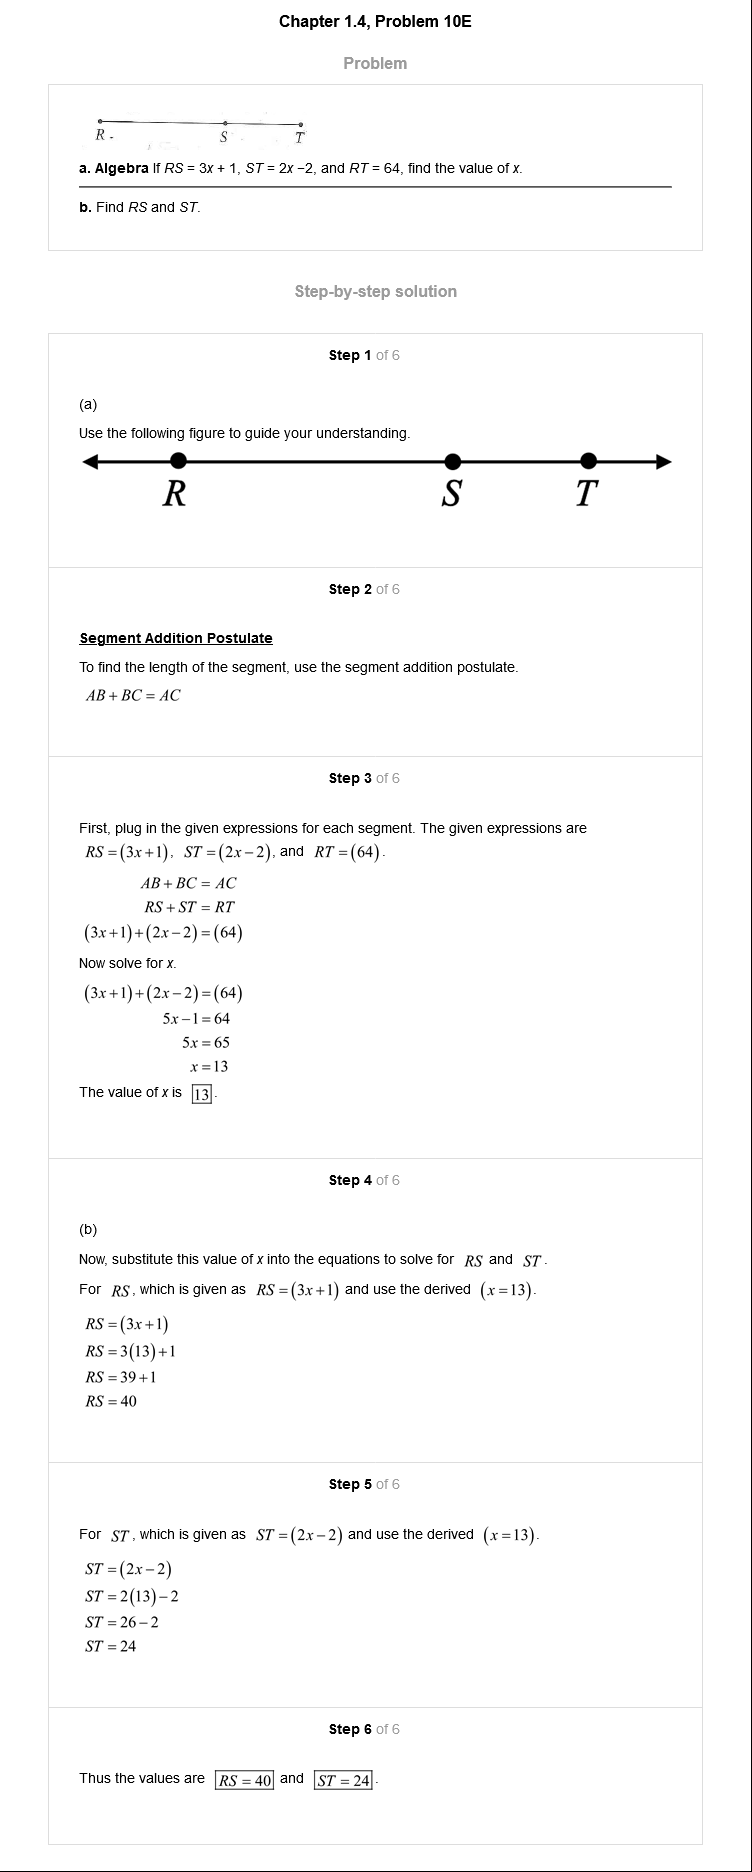 Chapter 1.4, Problem 10E
Problem
R S T
a. Algebra If RS = 3x + 1, ST = 2x −2, and RT = 64, find the value of x.
b. Find RS and ST.
Step-by-step solution
Step 1 of 6
(a)
Use the following figure to guide your understanding.
R S T
Step 2 of 6
Segment Addition Postulate
To find the length of the segment, use the segment addition postulate.
AB + BC = AC
Step 3 of 6
First, plug in the given expressions for each segment. The given expressions are
RS = (3x+1), ST = (2x−2), and RT = (64).
AB + BC = AC
RS + ST = RT
(3x+1)+(2x−2)=(64)
Now solve for x.
(3x+1)+(2x−2)=(64)
5x−1=64
5x = 65
x = 13
The value of x is 13.
Step 4 of 6
(b)
Now, substitute this value of x into the equations to solve for RS and ST.
For RS, which is given as RS = (3x+1) and use the derived (x=13).
RS = (3x+1)
RS = 3(13)+1
RS = 39+1
RS = 40
Step 5 of 6
For ST, which is given as ST = (2x−2) and use the derived (x=13).
ST = (2x−2)
ST = 2(13)−2
ST = 26−2
ST = 24
Step 6 of 6
Thus the values are RS = 40 and ST = 24.